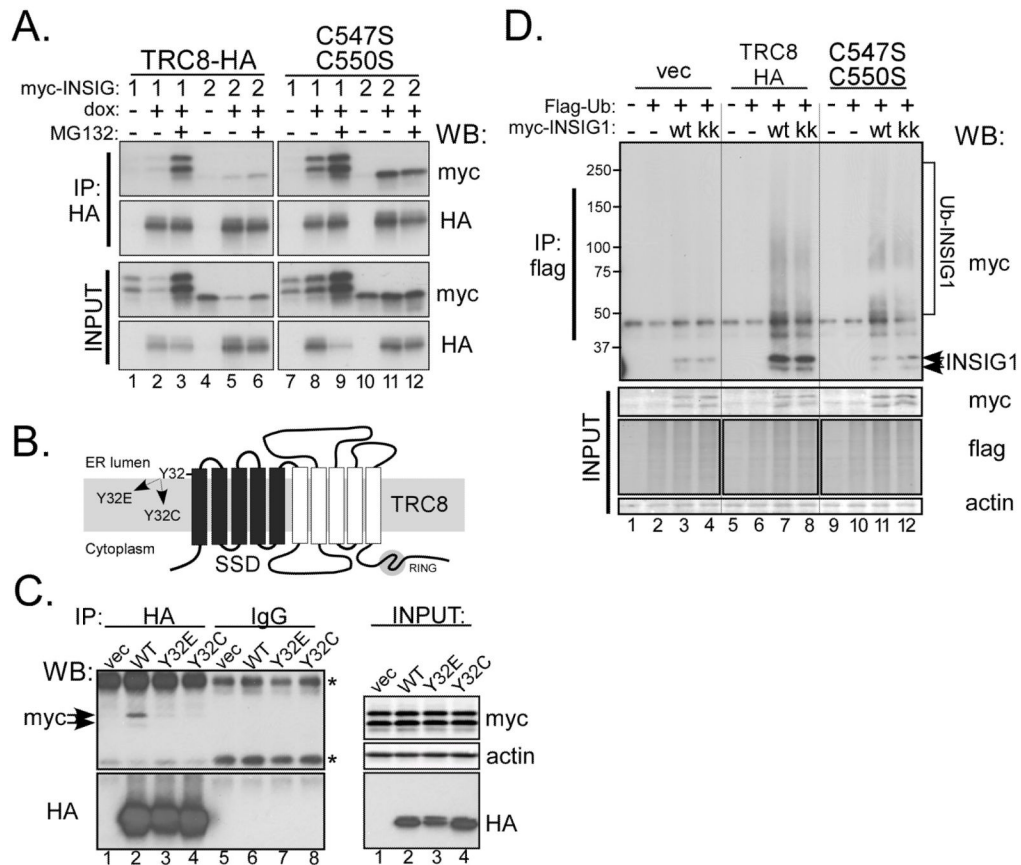 A.
TRC8-HA
C547S
C550S
myc-INSIG: 1 1 1 2 2 2 1 1 1 2 2 2
dox: - + + - + + - + + - + +
MG132: - - + - - + - - + - - +
WB:
IP: HA
myc
HA
INPUT
myc
HA
1 2 3 4 5 6 7 8 9 10 11 12
B.
ER lumen
Y32
Y32E
Y32C
TRC8
Cytoplasm
SSD
RING
C.
IP: HA IgG
WB: vec WT Y32E Y32C vec WT Y32E Y32C
*
myc
*
HA
1 2 3 4 5 6 7 8
INPUT:
vec WT Y32E Y32C
myc
actin
HA
1 2 3 4
D.
vec
TRC8
HA
C547S
C550S
Flag-Ub: - + + + - + + + - + + +
myc-INSIG1: - - wt kk - - wt kk - - wt kk
WB:
IP: flag
250
150
100
75
50
37
Ub-INSIG1
myc
INSIG1
INPUT
myc
flag
actin
1 2 3 4 5 6 7 8 9 10 11 12